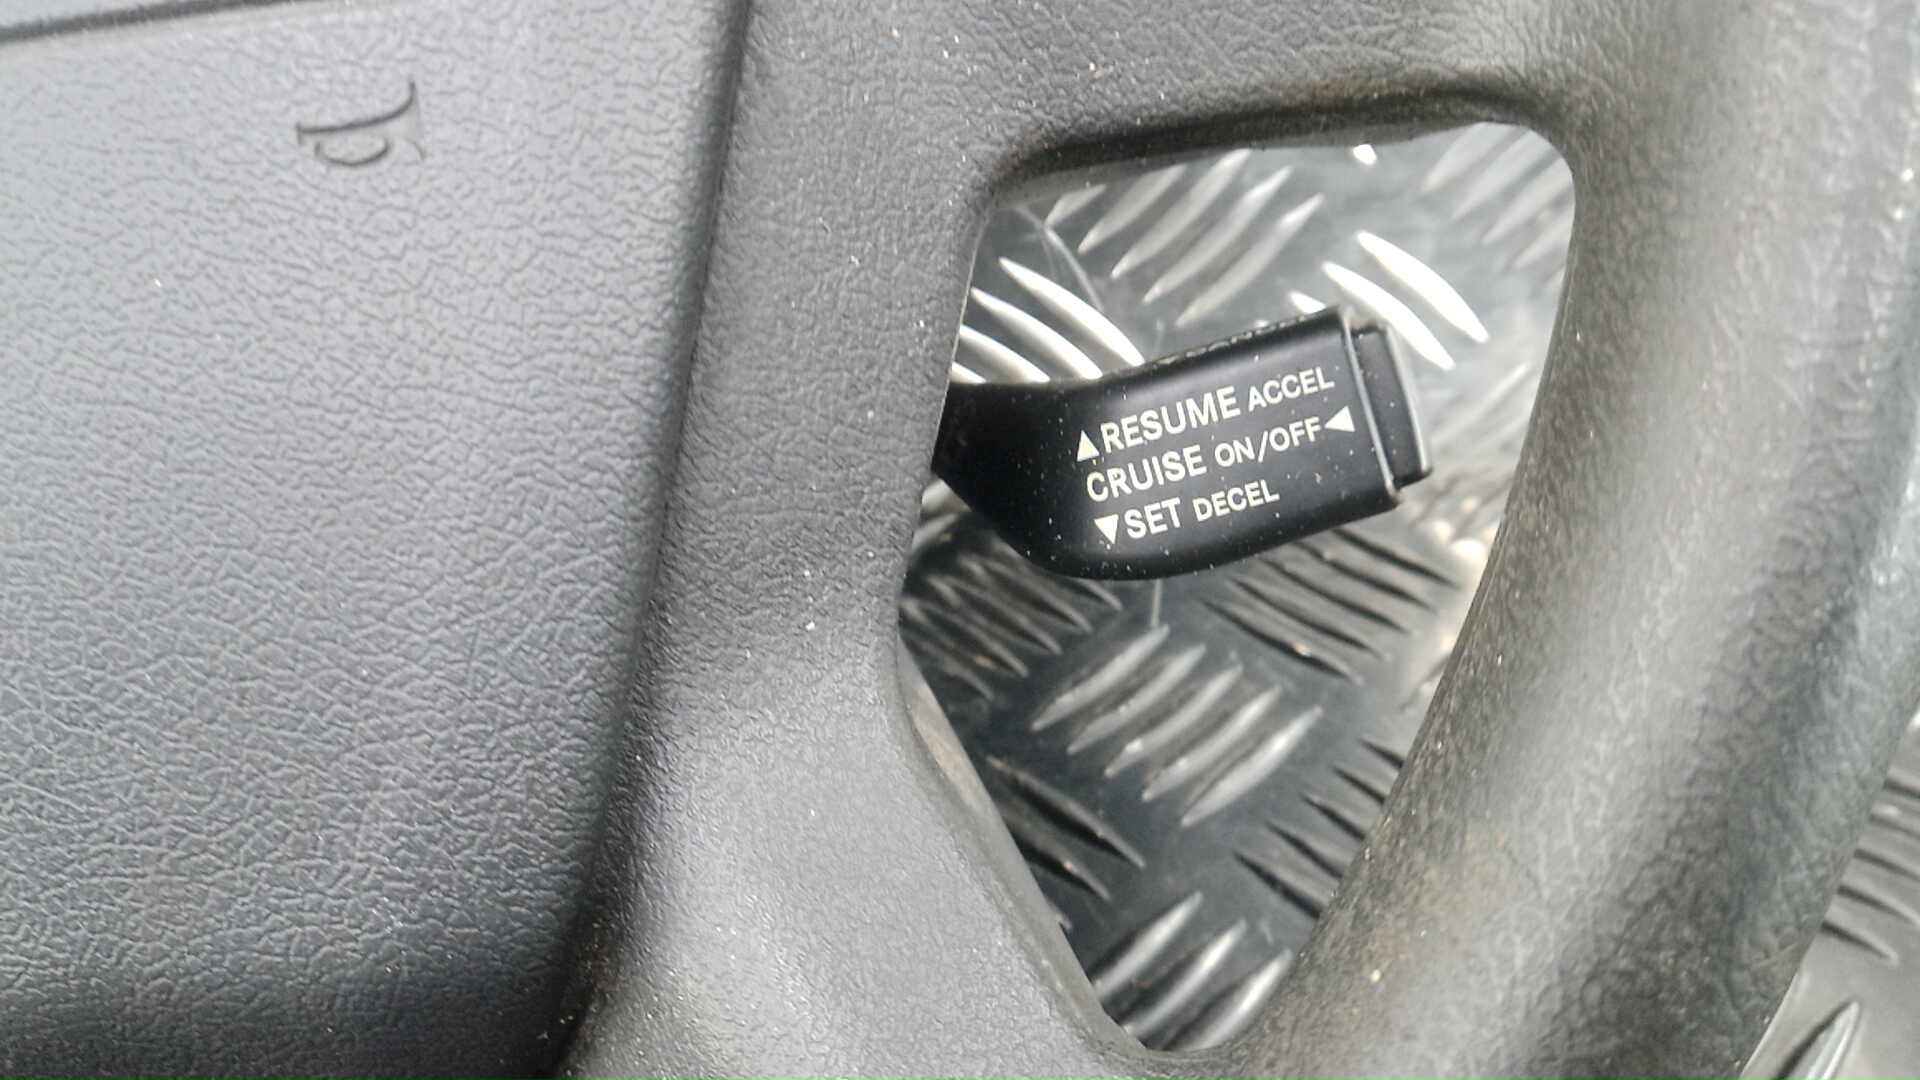 ▲RESUME ACCEL
CRUISE ON/OFF◀
▼SET DECEL